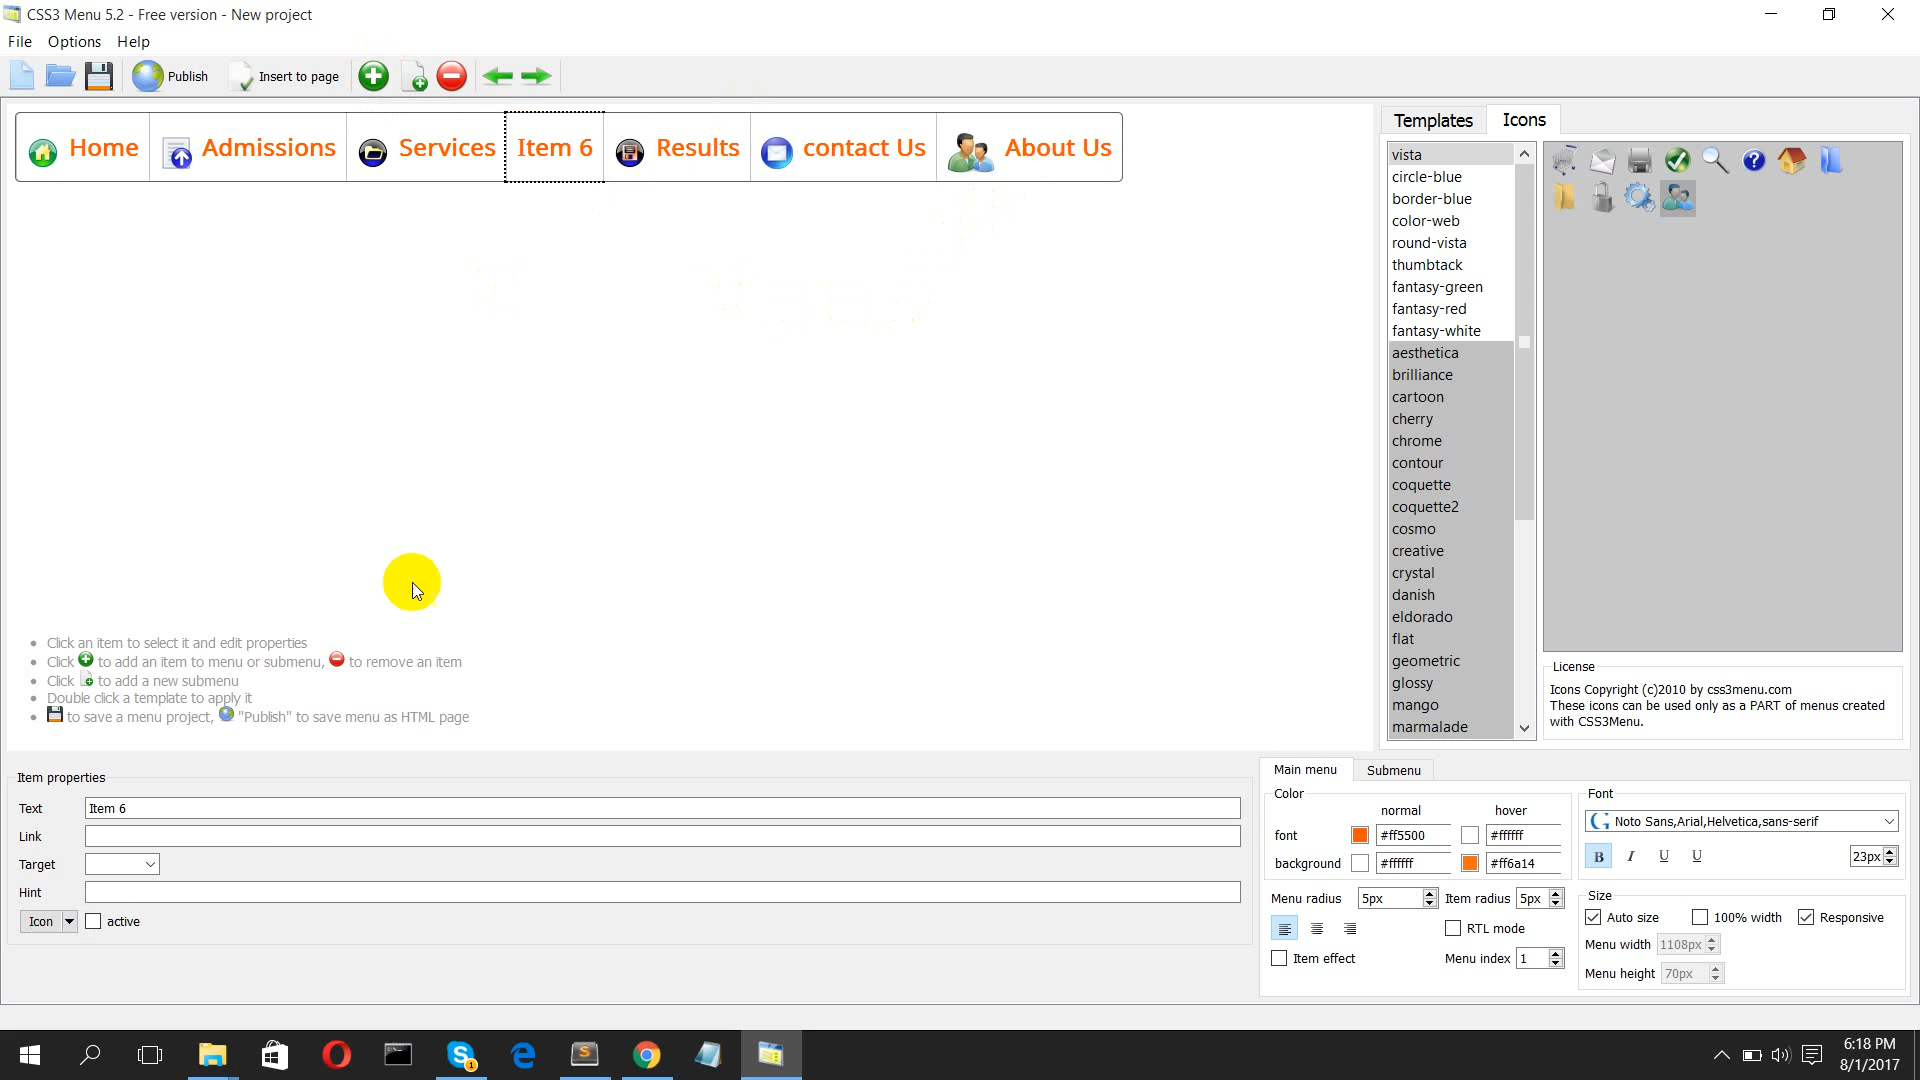 CSS3 Menu 5.2 - Free version - New project
File Options Help
Publish Insert to page
Home Admissions Services Item 6 Results contact Us About Us
Templates Icons
vista
circle-blue
border-blue
color-web
round-vista
thumbtack
fantasy-green
fantasy-red
fantasy-white
aesthetica
brilliance
cartoon
cherry
chrome
contour
coquette
coquette2
cosmo
creative
crystal
danish
eldorado
flat
geometric
glossy
mango
marmalade
License
Icons Copyright (c)2010 by css3menu.com
These icons can be used only as a PART of menus created
with CSS3Menu.
• Click an item to select it and edit properties
• Click to add an item to menu or submenu, to remove an item
• Click to add a new submenu
• Double click a template to apply it
• to save a menu project, "Publish" to save menu as HTML page
Item properties
Text Item 6
Link
Target
Hint
Icon active
Main menu Submenu
Color
normal hover
font #ff5500 #ffffff
background #ffffff #ff6a14
Menu radius 5px Item radius 5px
RTL mode
Item effect Menu index 1
Font
Noto Sans,Arial,Helvetica,sans-serif
B I U U 23px
Size
Auto size 100% width Responsive
Menu width 1108px
Menu height 70px
6:18 PM
8/1/2017